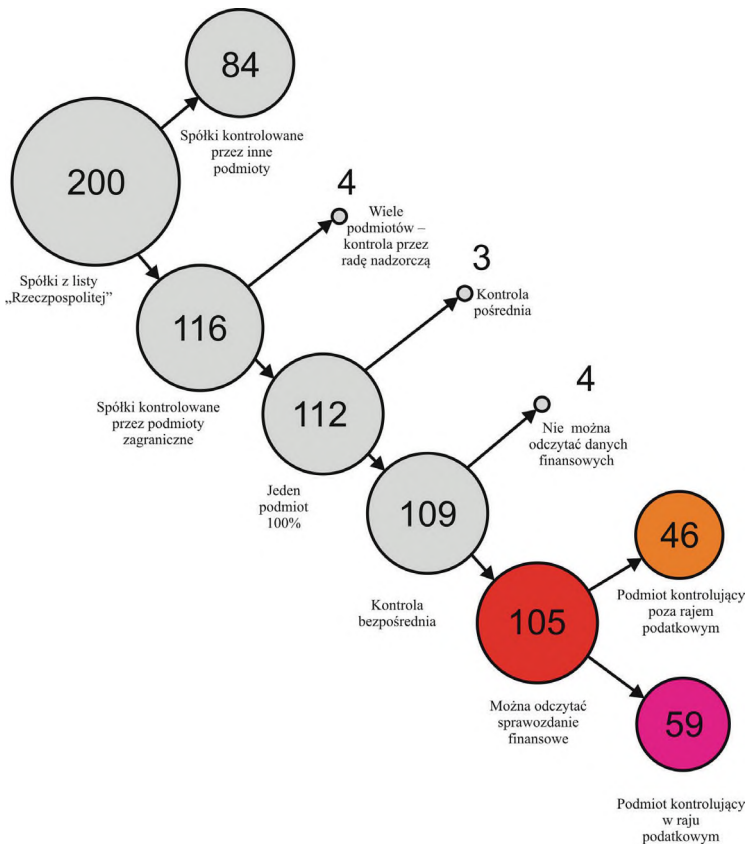 84
Spółki kontrolowane
przez inne
podmioty
200
Spółki z listy
„Rzeczpospolitej”
4
Wiele
podmiotów –
kontrola przez
radę nadzorczą
116
Spółki kontrolowane
przez podmioty
zagraniczne
3
Kontrola
pośrednia
112
Jeden
podmiot
100%
4
Nie można
odczytać danych
finansowych
109
Kontrola
bezpośrednia
46
Podmiot kontrolujący
poza rajem
podatkowym
105
Można odczytać
sprawozdanie
finansowe
59
Podmiot kontrolujący
w raju
podatkowym